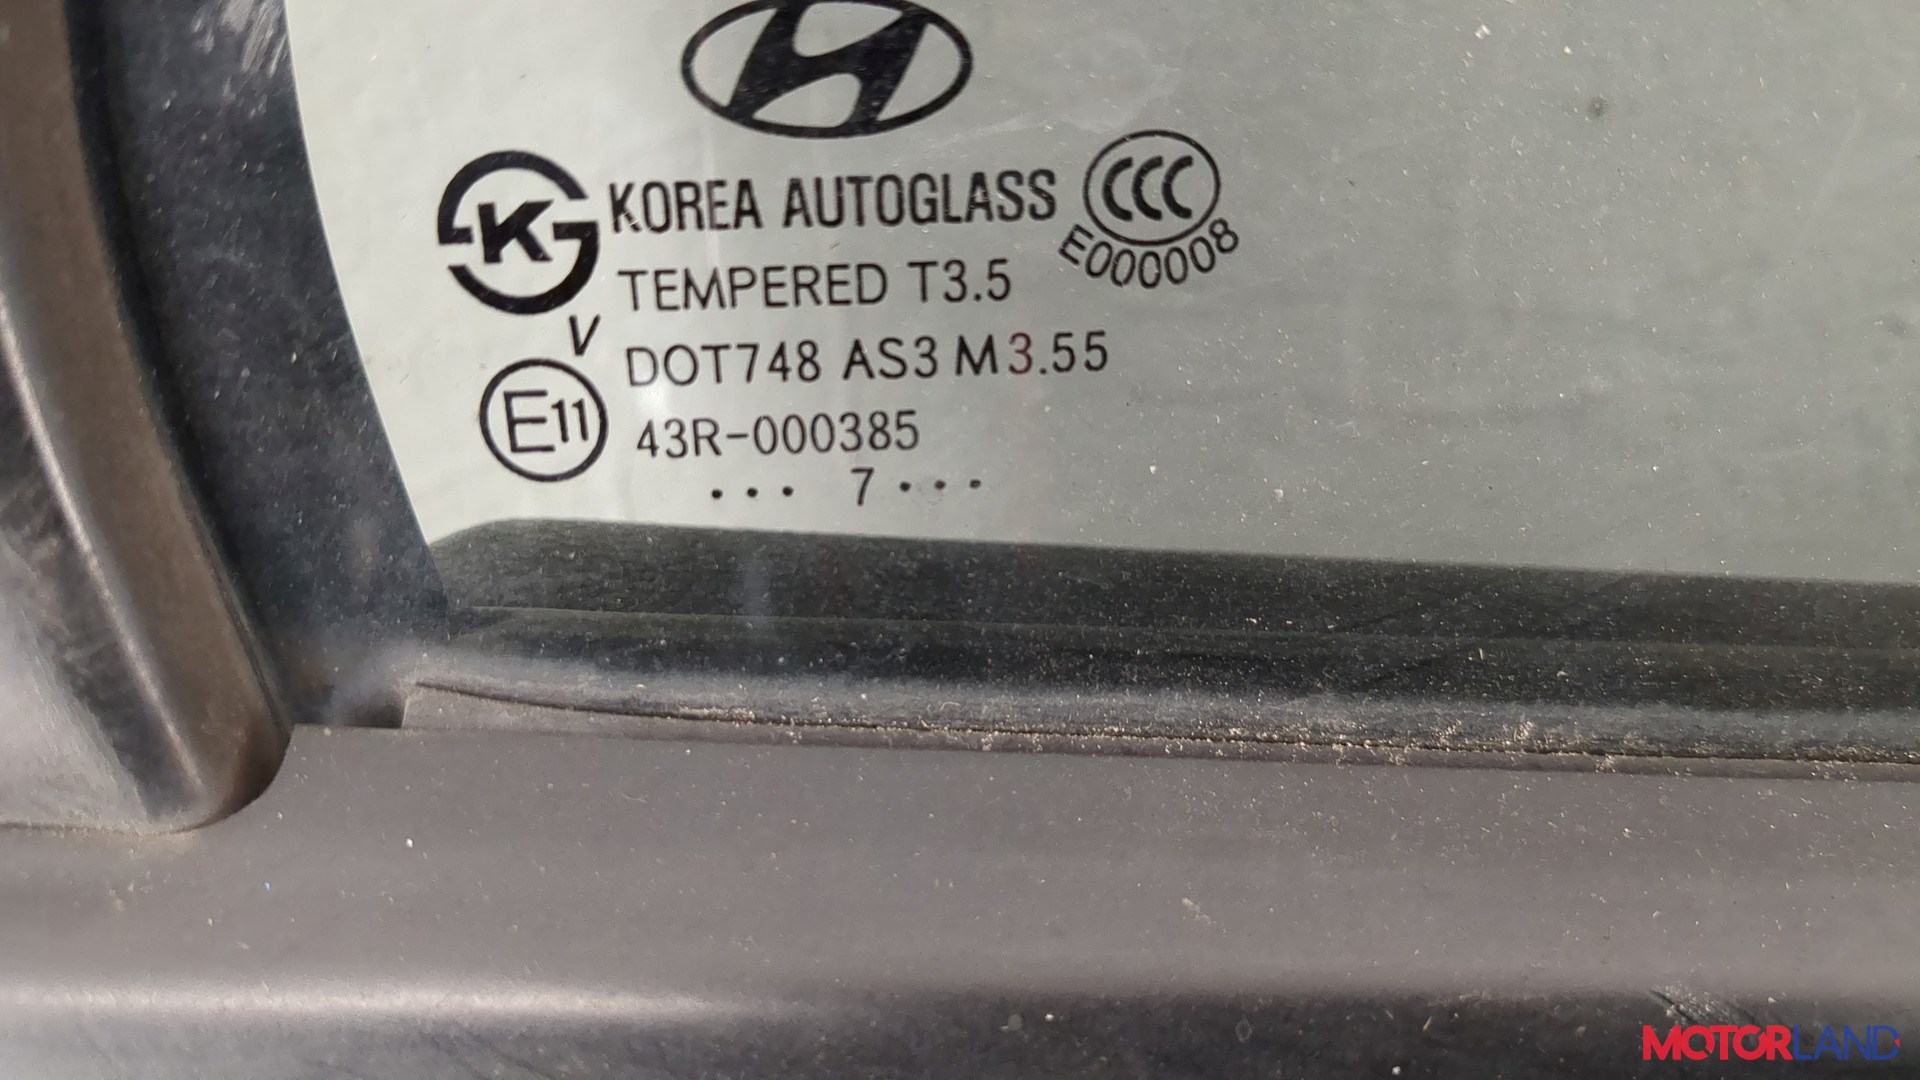 KOREA AUTOGLASS
CCC
E000008
K
TEMPERED T3.5
V
DOT748 AS3 M3.55
E11
43R-000385
••• 7 •••
MOTORLAND